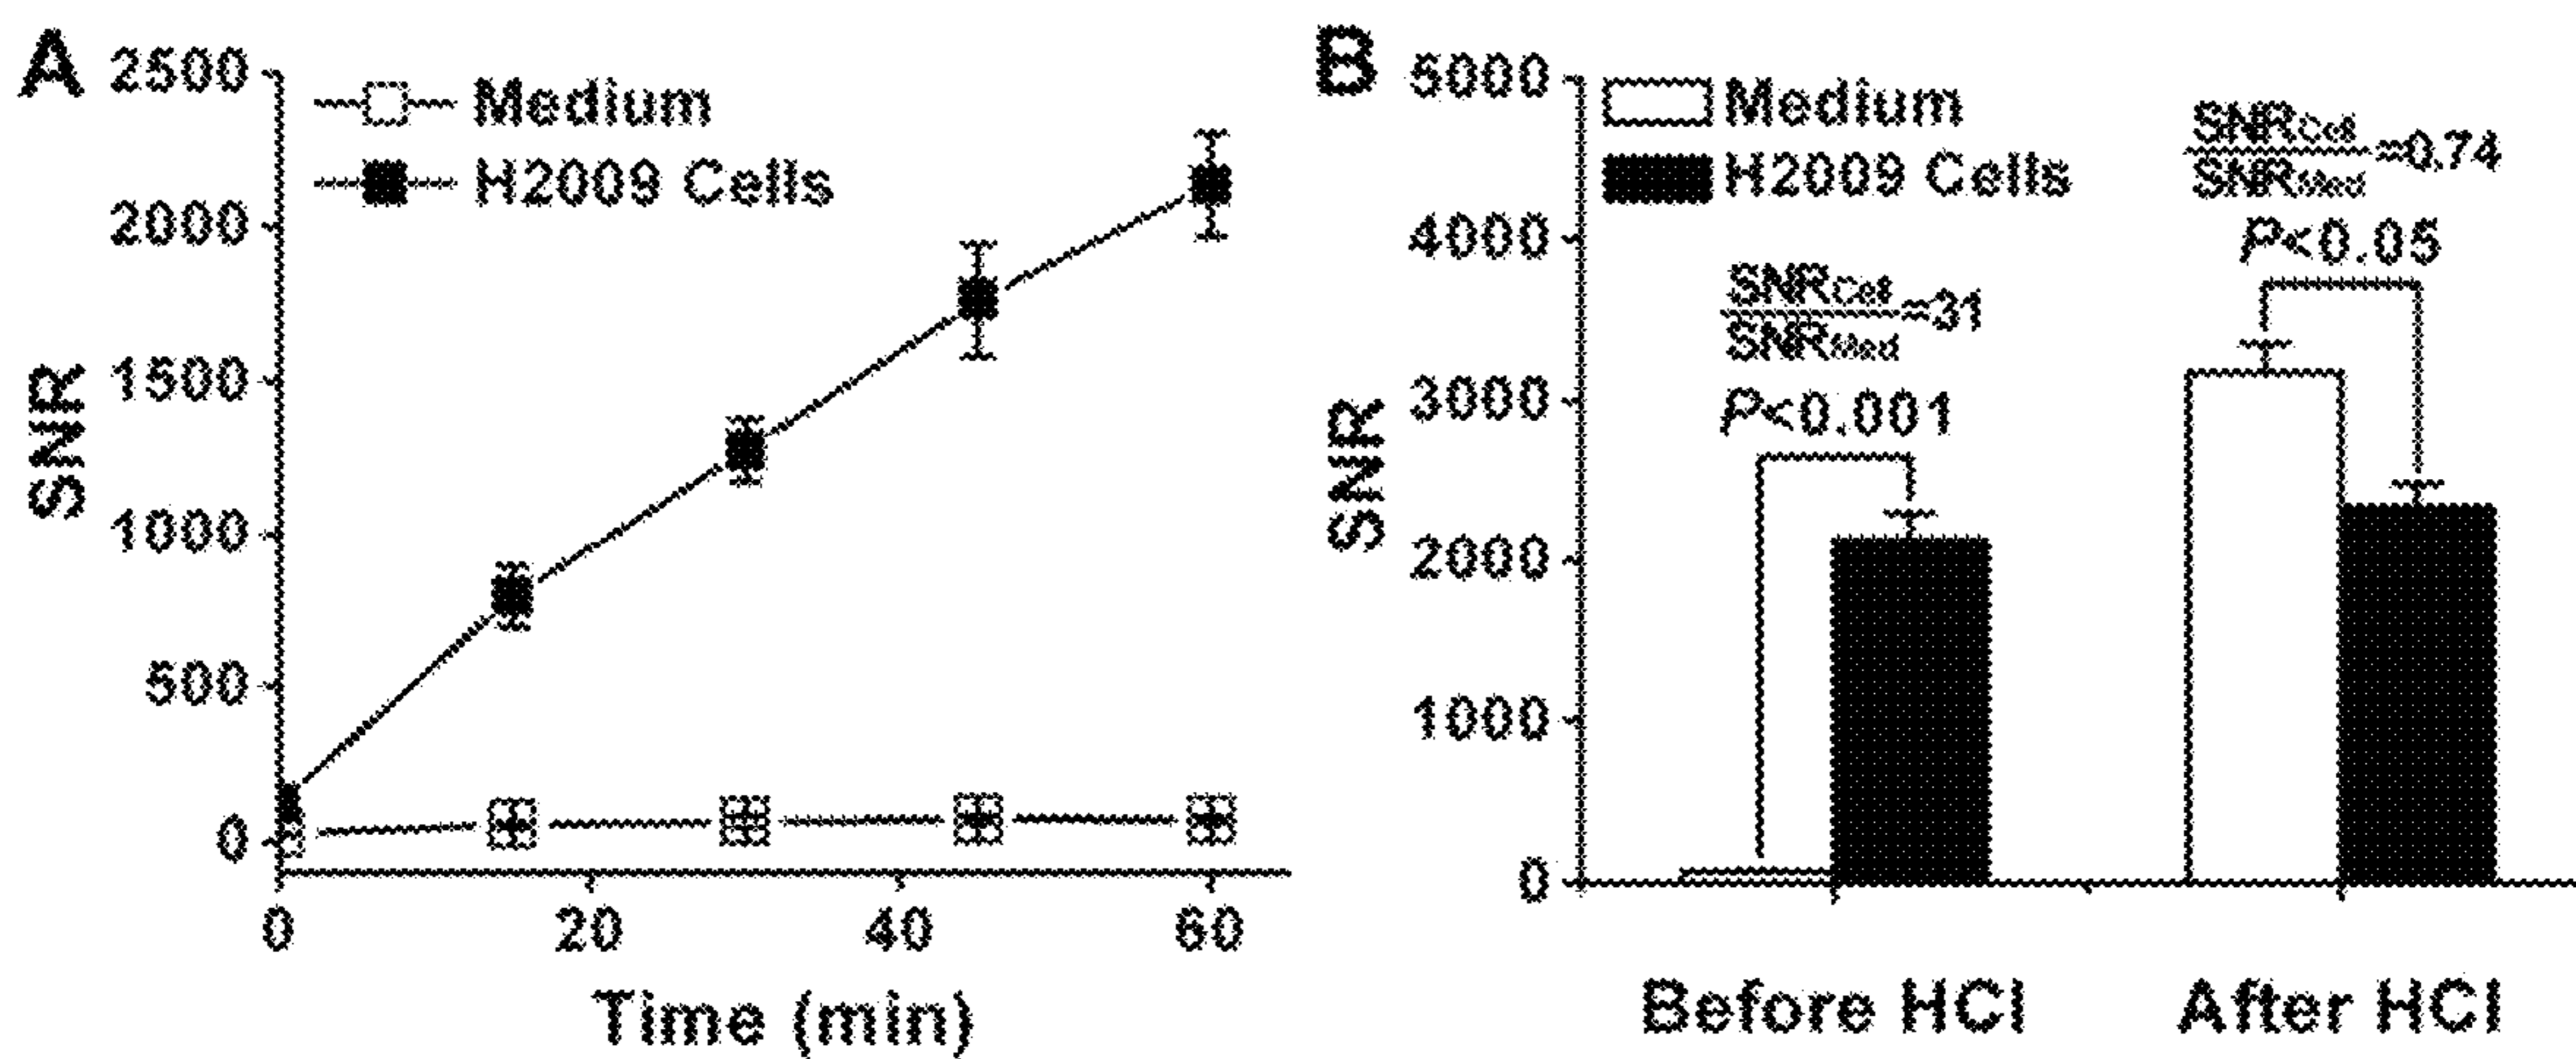 A
2500
2000
1500
1000
500
0
SNR
Medium
H2009 Cells
0 20 40 60
Time (min)
B
5000
4000
3000
2000
1000
0
SNR
Medium
H2009 Cells
SNRCell
SNRMed
=31
P<0.001
SNRCell
SNRMed
=0.74
P<0.05
Before HCl After HCl